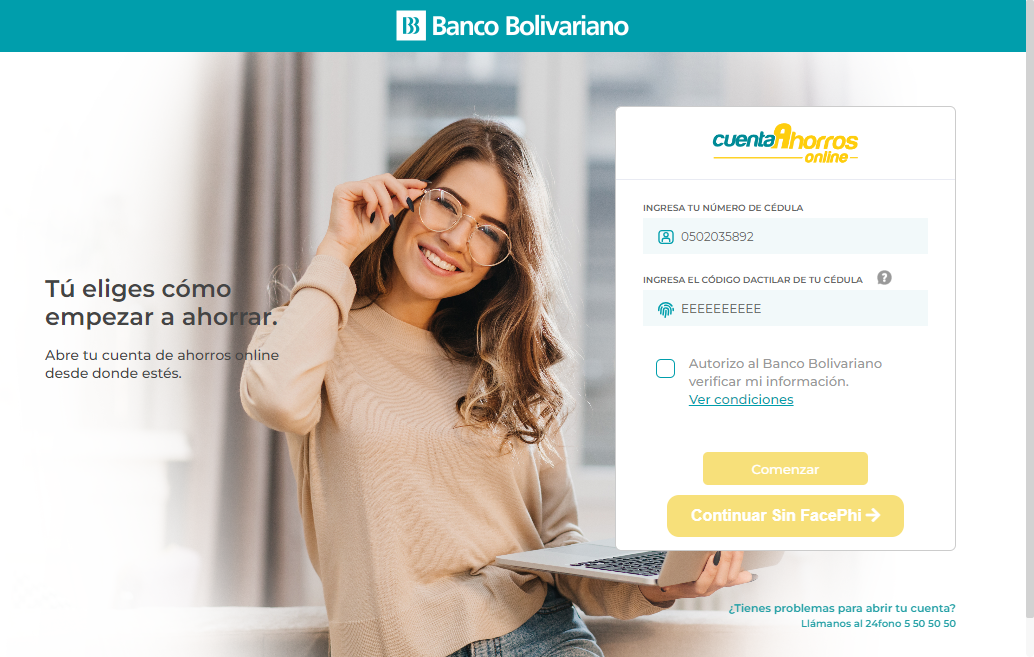 Banco Bolivariano
cuentAhorros
online
INGRESA TU NÚMERO DE CÉDULA
0502035892
INGRESA EL CÓDIGO DACTILAR DE TU CÉDULA
?
EEEEEEEEEE
Tú eliges cómo
empezar a ahorrar.
Abre tu cuenta de ahorros online
desde donde estés.
Autorizo al Banco Bolivariano
verificar mi información.
Ver condiciones
Comenzar
Continuar Sin FacePhi →
¿Tienes problemas para abrir tu cuenta?
Llámanos al 24fono 5 50 50 50